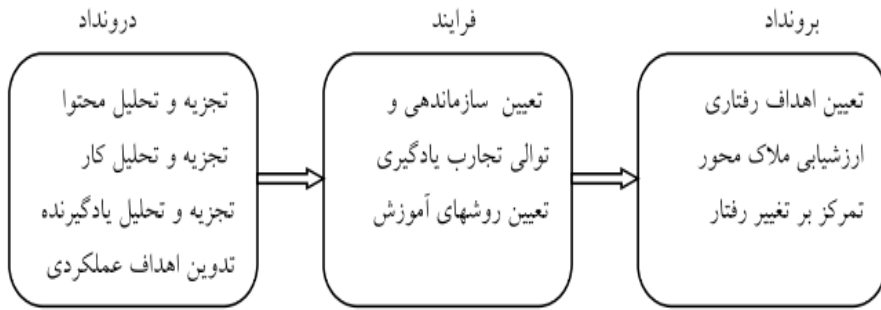 درونداد
تجزیه و تحلیل محتوا
تجزیه و تحلیل کار
تجزیه و تحلیل یادگیرنده
تدوین اهداف عملکردی
فرایند
تعیین سازماندهی و
توالی تجارب یادگیری
تعیین روشهای آموزش
برونداد
تعیین اهداف رفتاری
ارزشیابی ملاک محور
تمرکز بر تغییر رفتار